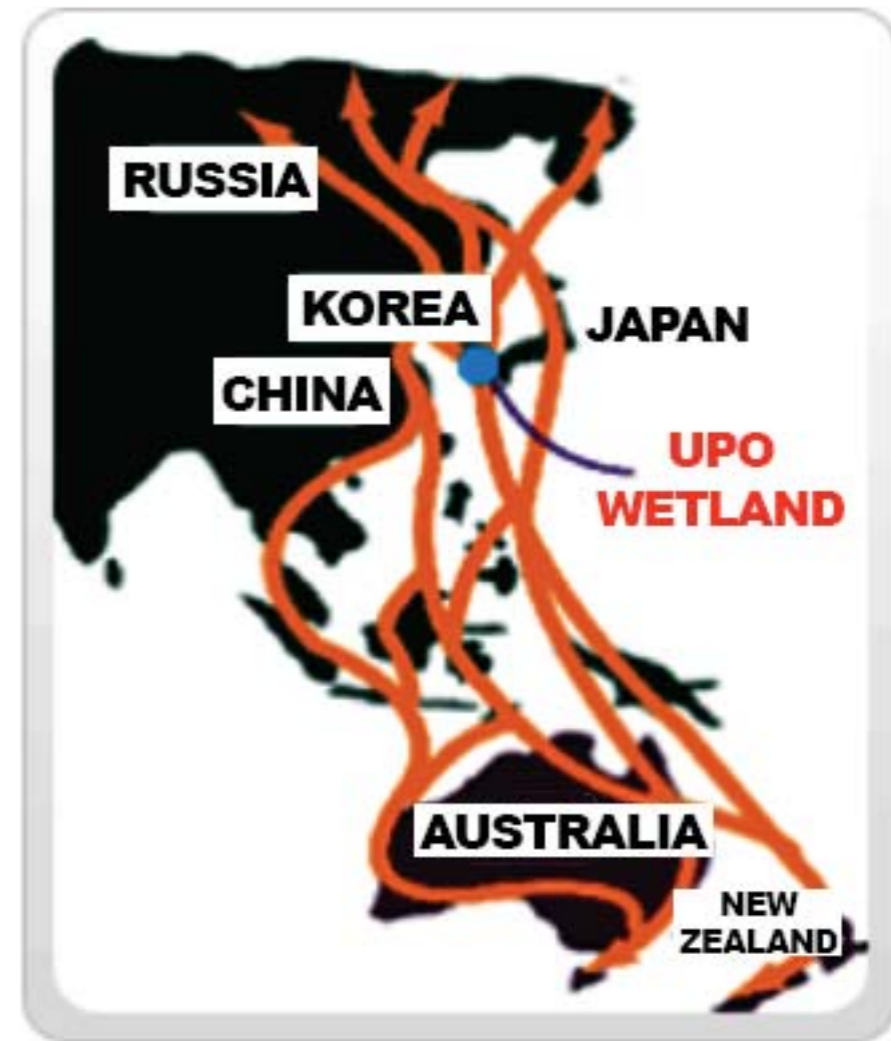 RUSSIA
KOREA
JAPAN
CHINA
UPO
WETLAND
AUSTRALIA
NEW
ZEALAND